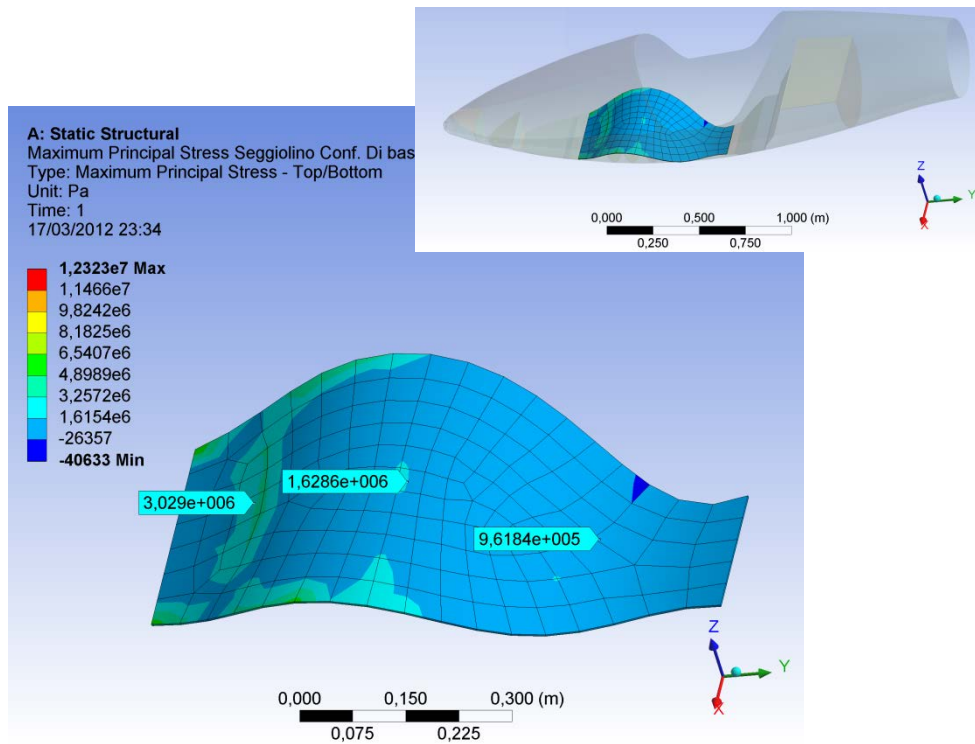 Z
Y
X
0,000 0,500 1,000 (m)
0,250 0,750
A: Static Structural
Maximum Principal Stress Seggiolino Conf. Di bas
Type: Maximum Principal Stress - Top/Bottom
Unit: Pa
Time: 1
17/03/2012 23:34
1,2323e7 Max
1,1466e7
9,8242e6
8,1825e6
6,5407e6
4,8989e6
3,2572e6
1,6154e6
-26357
-40633 Min
1,6286e+006
3,029e+006
9,6184e+005
Z
Y
X
0,000 0,150 0,300 (m)
0,075 0,225